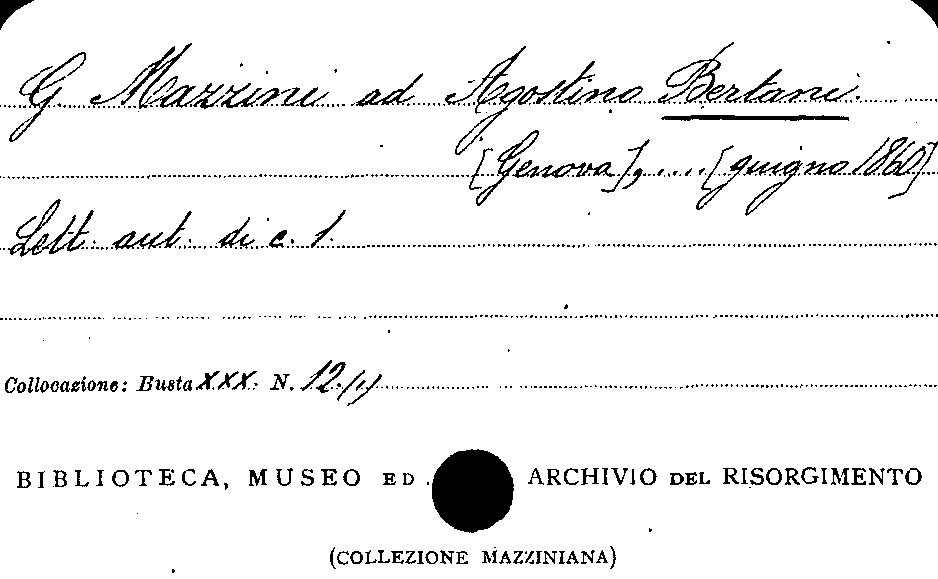 G. Mazzini ad Agostino Bertani.
[Genova], .... [giugno 1860]
Lett. aut. di c. 1.
Collocazione: Busta XXX. N. 12/1)
BIBLIOTECA, MUSEO ED ARCHIVIO DEL RISORGIMENTO
(COLLEZIONE MAZZINIANA)